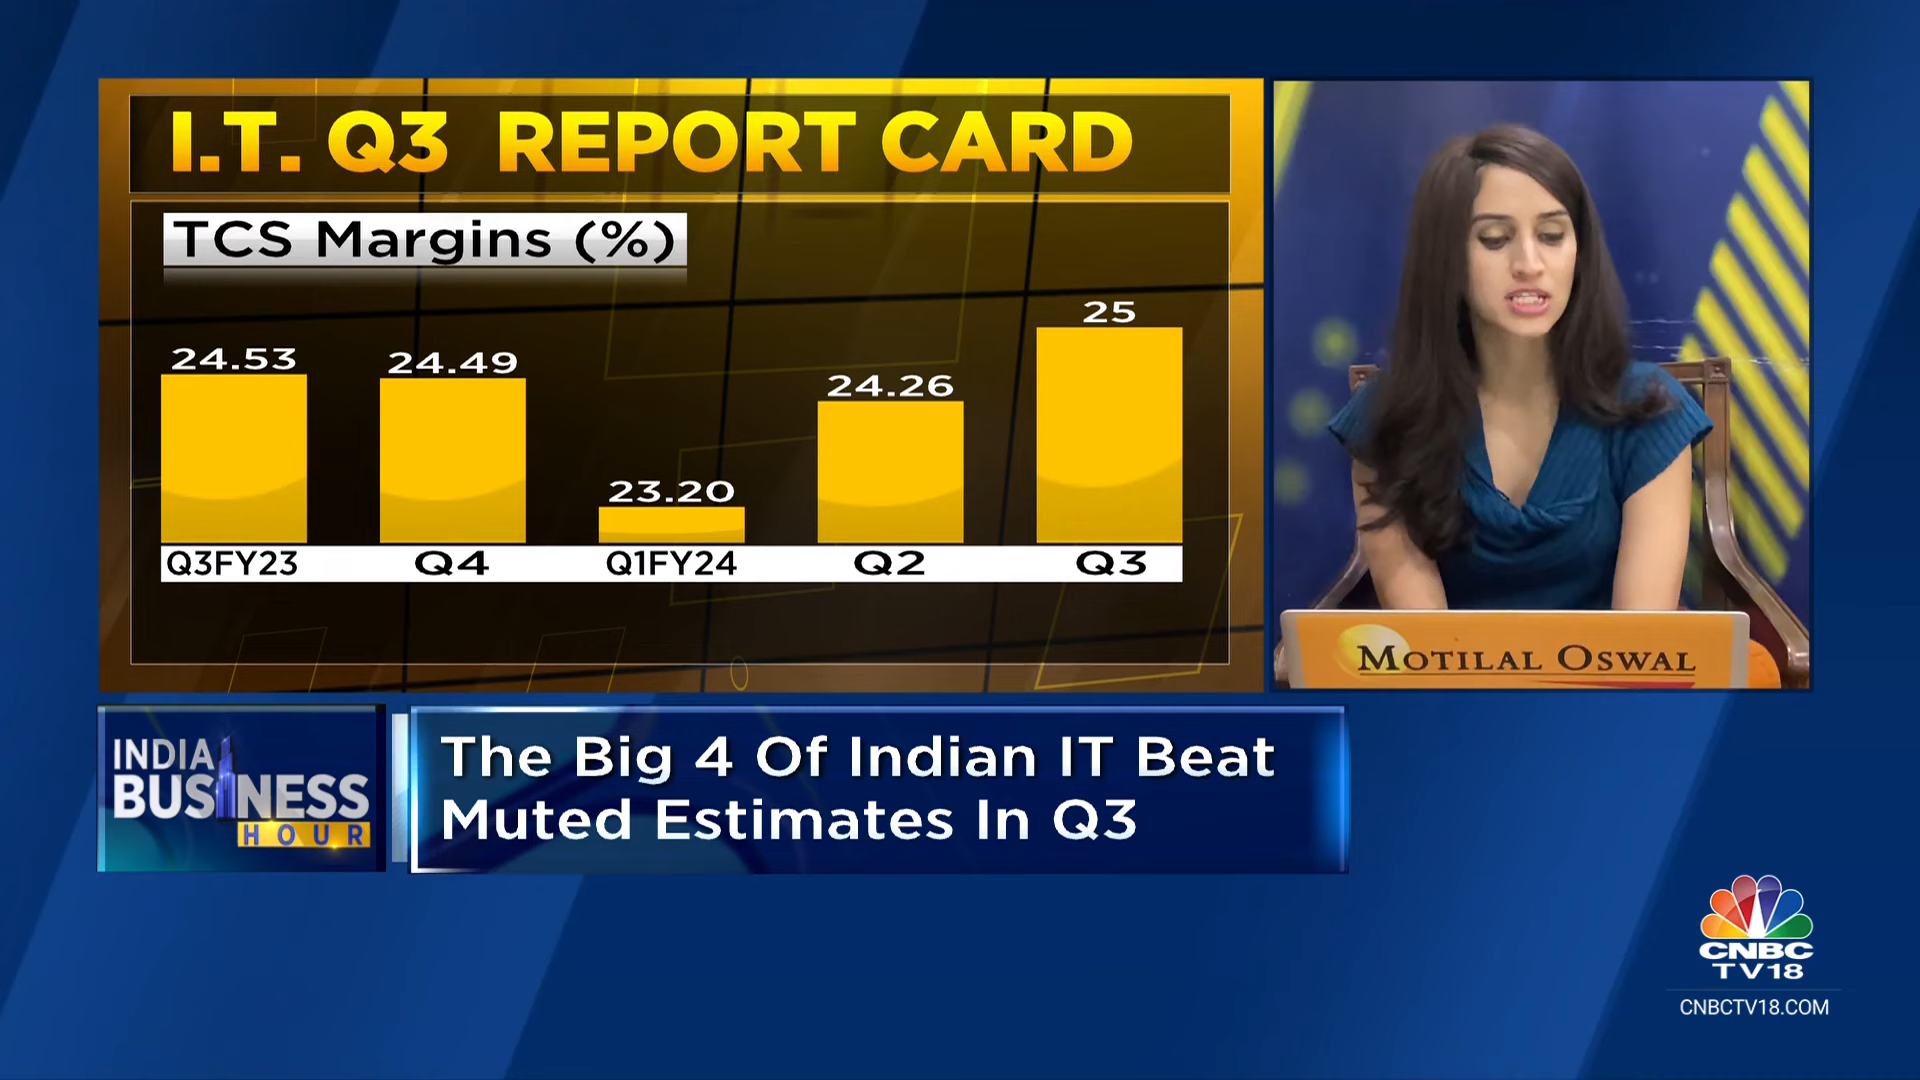 I.T. Q3 REPORT CARD
TCS Margins (%)
24.53
24.49
23.20
24.26
25
Q3FY23
Q4
Q1FY24
Q2
Q3
MOTILAL OSWAL
INDIA
BUSINESS
HOUR
The Big 4 Of Indian IT Beat
Muted Estimates In Q3
CNBC
TV18
CNBCTV18.COM